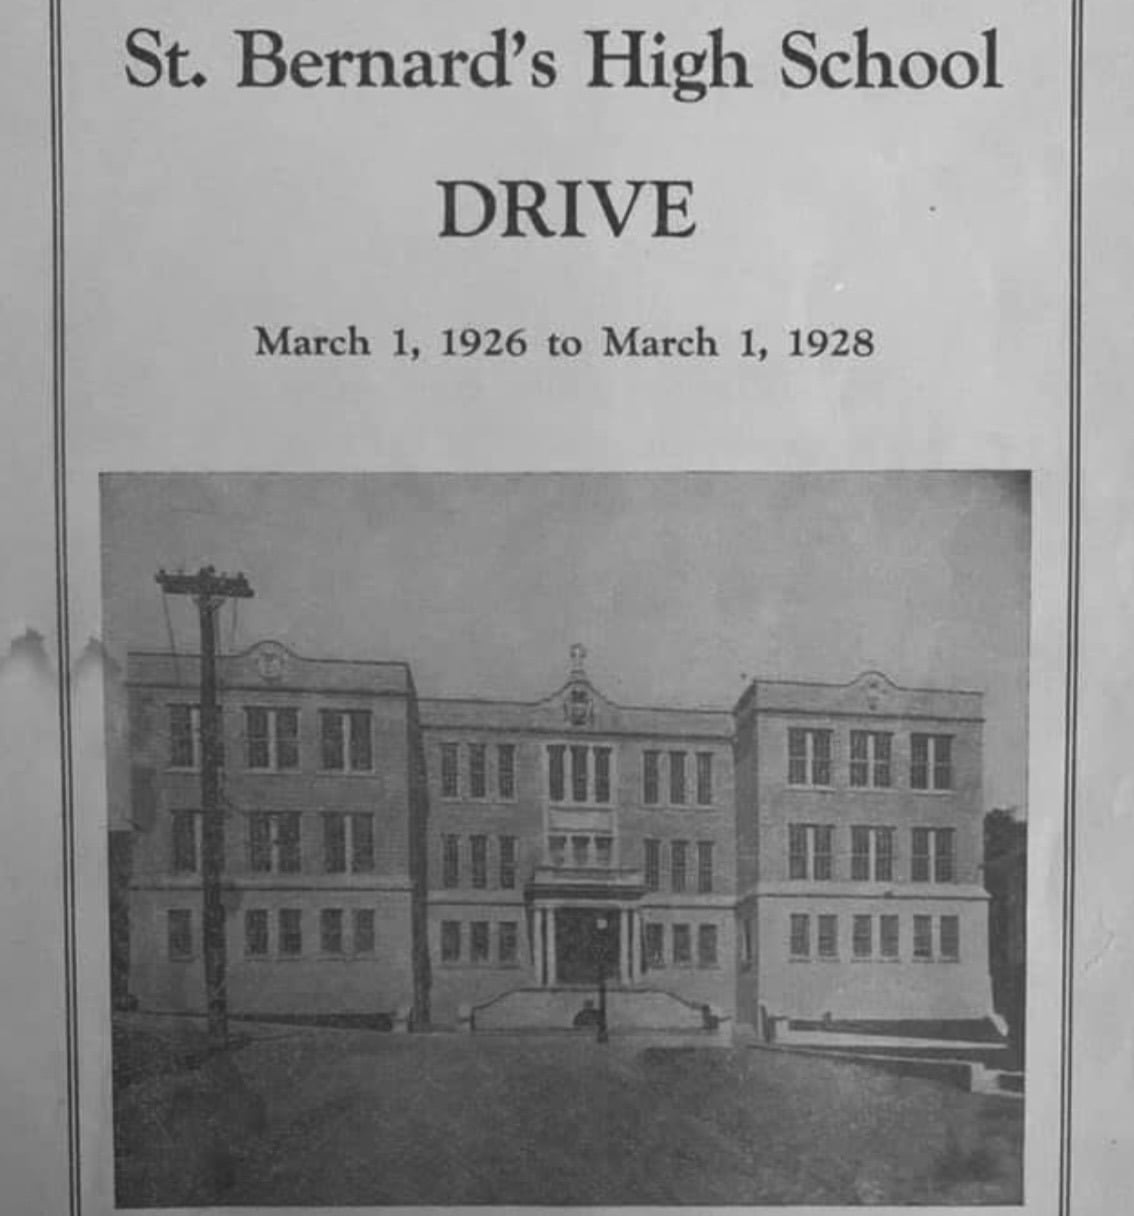 St. Bernard's High School
DRIVE
March 1, 1926 to March 1, 1928